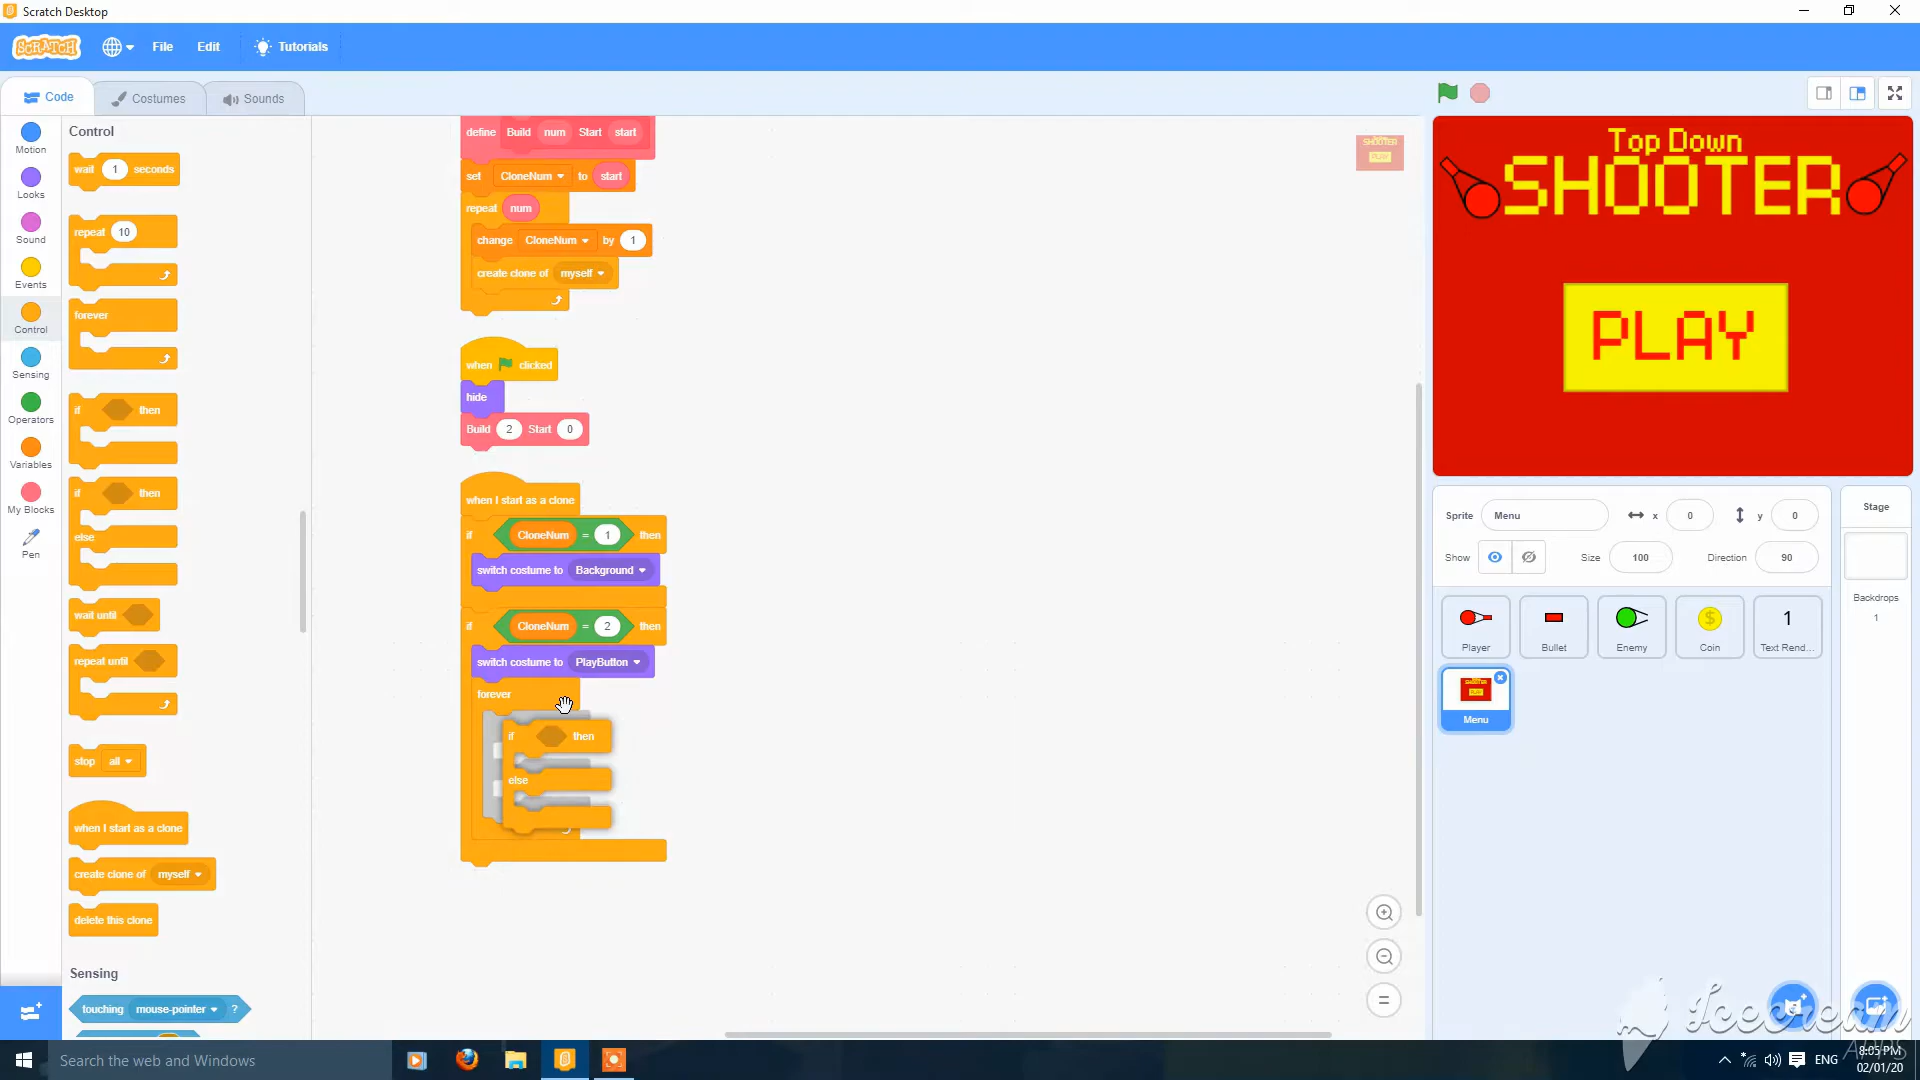 Scratch Desktop
SCRATCH
File
Edit
Tutorials
Code
Costumes
Sounds
Motion
Looks
Sound
Events
Control
Sensing
Operators
Variables
My Blocks
Pen
Control
wait 1 seconds
repeat 10
forever
if then
if then
else
wait until
repeat until
stop all
when I start as a clone
create clone of myself
delete this clone
Sensing
touching mouse-pointer ?
define Build num Start start
set CloneNum to start
repeat num
change CloneNum by 1
create clone of myself
when clicked
hide
Build 2 Start 0
when I start as a clone
if CloneNum = 1 then
switch costume to Background
if CloneNum = 2 then
switch costume to PlayButton
forever
if then
else
SHOOTER
PLAY
Top Down
SHOOTER
PLAY
Sprite Menu x 0 y 0
Show Size 100 Direction 90
Player
Bullet
Enemy
Coin
1
Text Rend...
Menu
Stage
Backdrops
1
Icecream
APPS
Search the web and Windows
ENG
8:05 PM
02/01/20